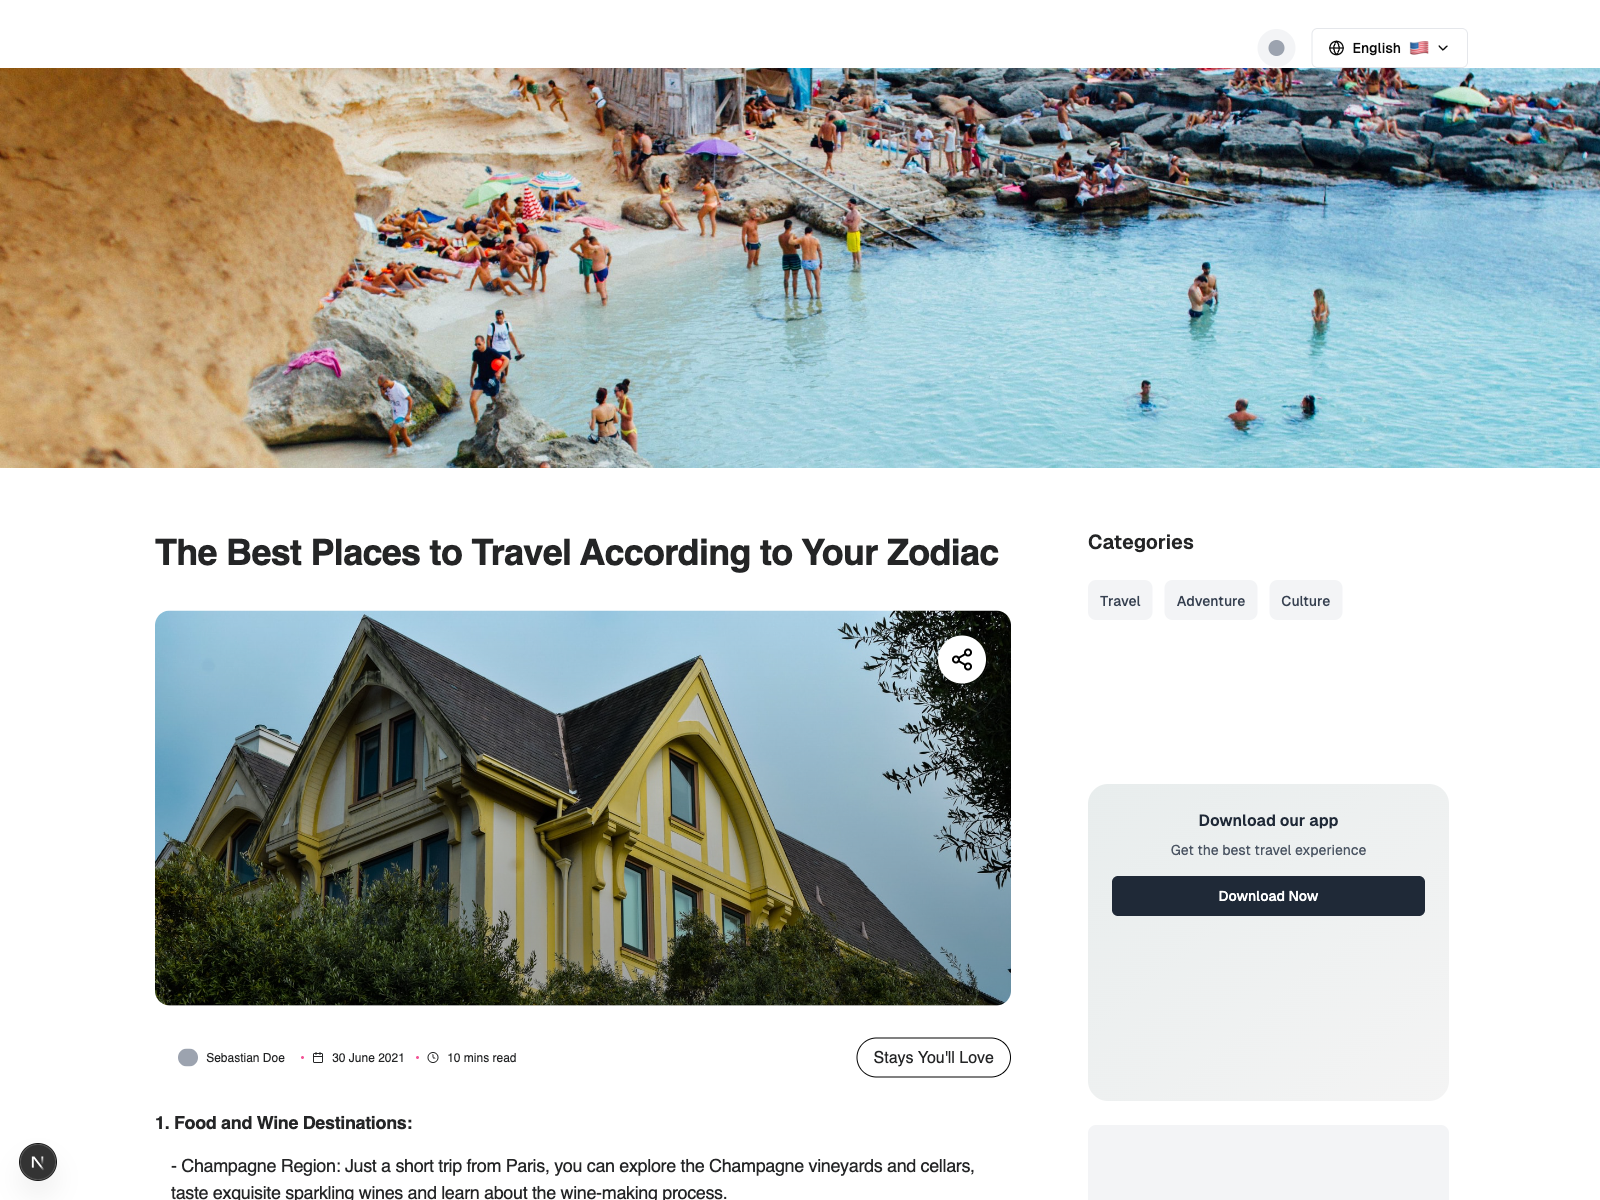 English
The Best Places to Travel According to Your Zodiac
Categories
Travel
Adventure
Culture
Download our app
Get the best travel experience
Download Now
Sebastian Doe
30 June 2021
10 mins read
Stays You'll Love
1. Food and Wine Destinations:
- Champagne Region: Just a short trip from Paris, you can explore the Champagne vineyards and cellars,
taste exquisite sparkling wines and learn about the wine-making process.
N